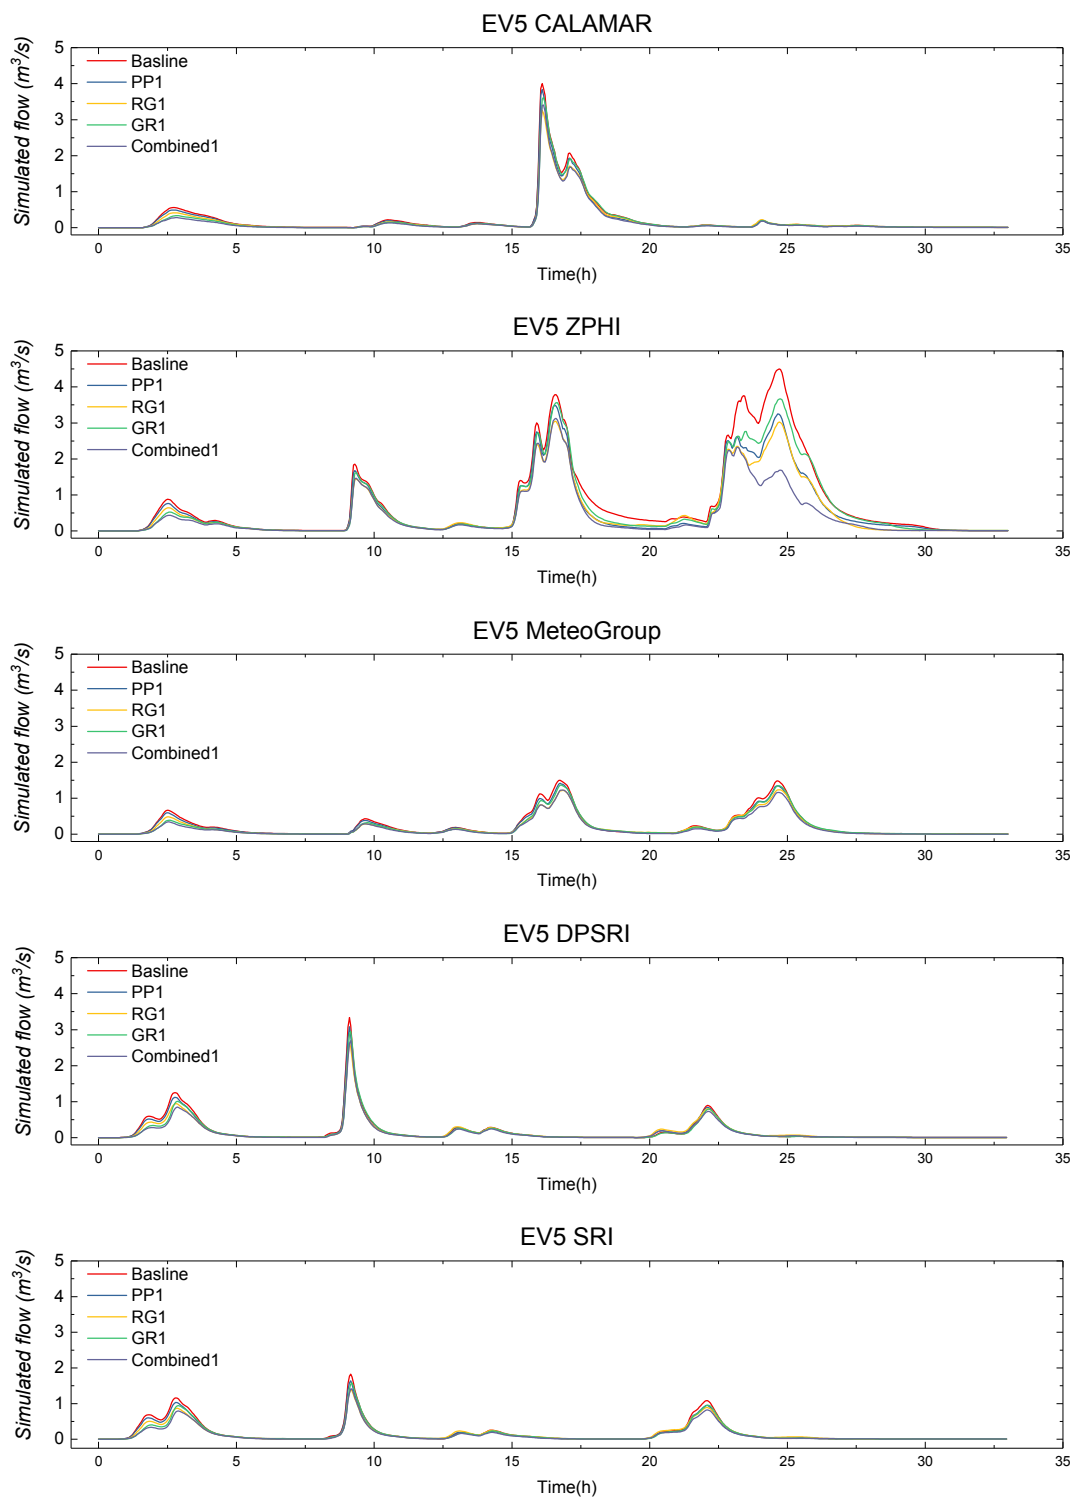 EV5 CALAMAR
Simulated flow (m³/s)
5
4
3
2
1
0
Basline
PP1
RG1
GR1
Combined1
0 5 10 15 20 25 30 35
Time(h)
EV5 ZPHI
Simulated flow (m³/s)
5
4
3
2
1
0
Basline
PP1
RG1
GR1
Combined1
0 5 10 15 20 25 30 35
Time(h)
EV5 MeteoGroup
Simulated flow (m³/s)
5
4
3
2
1
0
Basline
PP1
RG1
GR1
Combined1
0 5 10 15 20 25 30 35
Time(h)
EV5 DPSRI
Simulated flow (m³/s)
5
4
3
2
1
0
Basline
PP1
RG1
GR1
Combined1
0 5 10 15 20 25 30 35
Time(h)
EV5 SRI
Simulated flow (m³/s)
5
4
3
2
1
0
Basline
PP1
RG1
GR1
Combined1
0 5 10 15 20 25 30 35
Time(h)